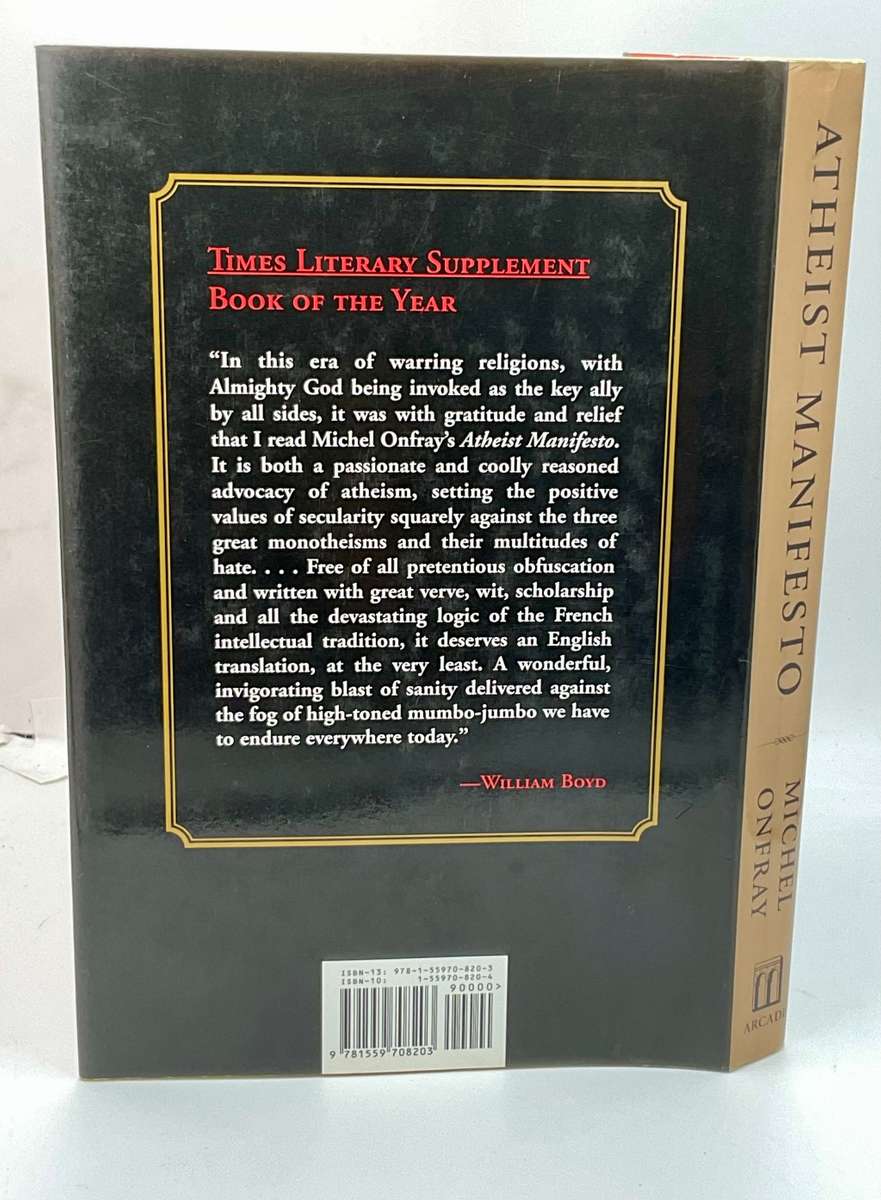 TIMES LITERARY SUPPLEMENT
BOOK OF THE YEAR
“In this era of warring religions, with
Almighty God being invoked as the key ally
by all sides, it was with gratitude and relief
that I read Michel Onfray’s Atheist Manifesto.
It is both a passionate and coolly reasoned
advocacy of atheism, setting the positive
values of secularity squarely against the three
great monotheisms and their multitudes of
hate. . . . Free of all pretentious obfuscation
and written with great verve, wit, scholarship
and all the devastating logic of the French
intellectual tradition, it deserves an English
translation, at the very least. A wonderful,
invigorating blast of sanity delivered against
the fog of high-toned mumbo-jumbo we have
to endure everywhere today.”
—WILLIAM BOYD
ISBN-13: 978-1-55970-820-3
ISBN-10: 1-55970-820-4
90000>
9 781559 708203
ATHEIST MANIFESTO
MICHEL
ONFRAY
ARCADE